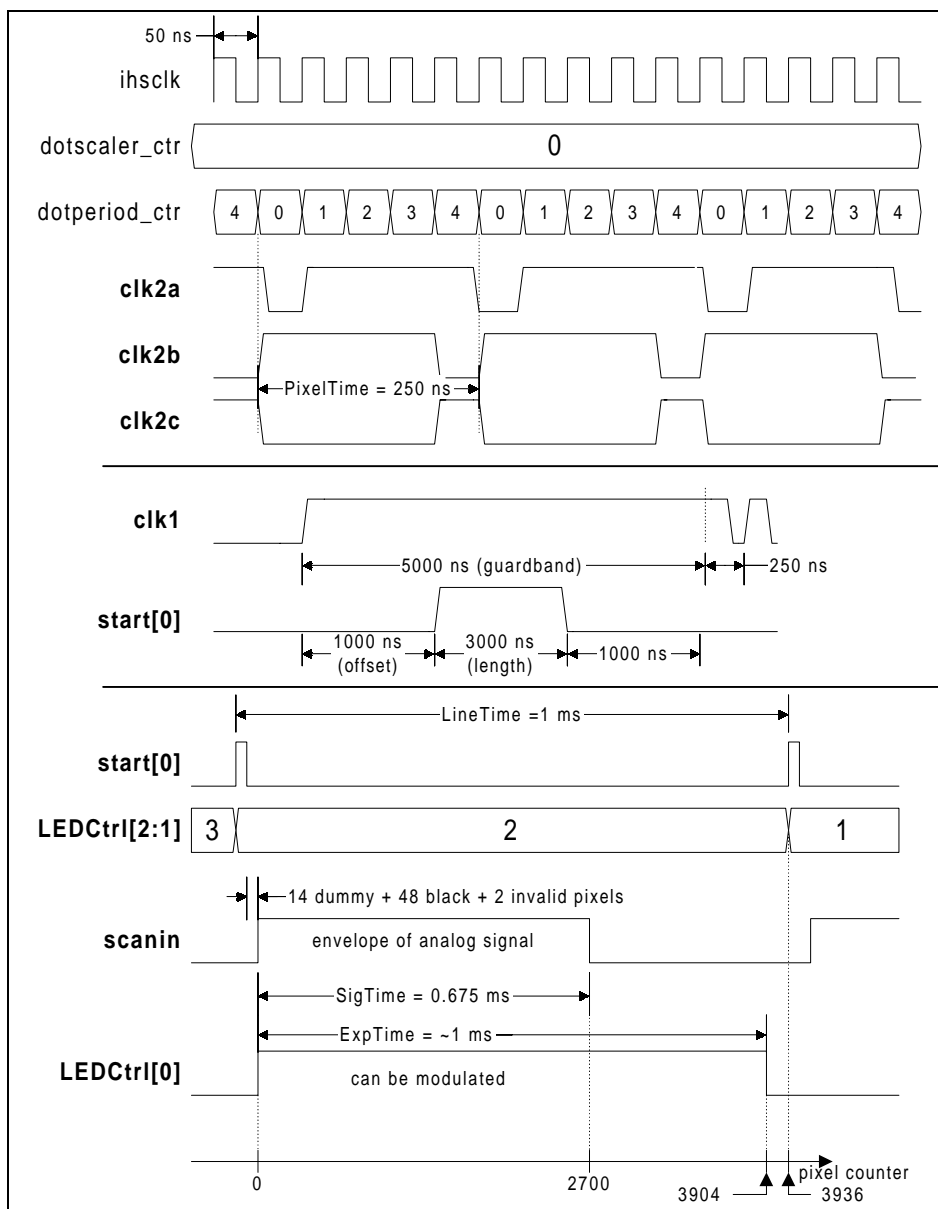 50 ns
ihsclk
dotscaler_ctr
0
dotperiod_ctr
4 0 1 2 3 4 0 1 2 3 4 0 1 2 3 4
clk2a
clk2b
PixelTime = 250 ns
clk2c
clk1
5000 ns (guardband)
250 ns
start[0]
1000 ns
(offset)
3000 ns
(length)
1000 ns
LineTime =1 ms
start[0]
LEDCtrl[2:1]
3 2 1
14 dummy + 48 black + 2 invalid pixels
scanin
envelope of analog signal
SigTime = 0.675 ms
ExpTime = ~1 ms
LEDCtrl[0]
can be modulated
pixel counter
0 2700 3904 3936